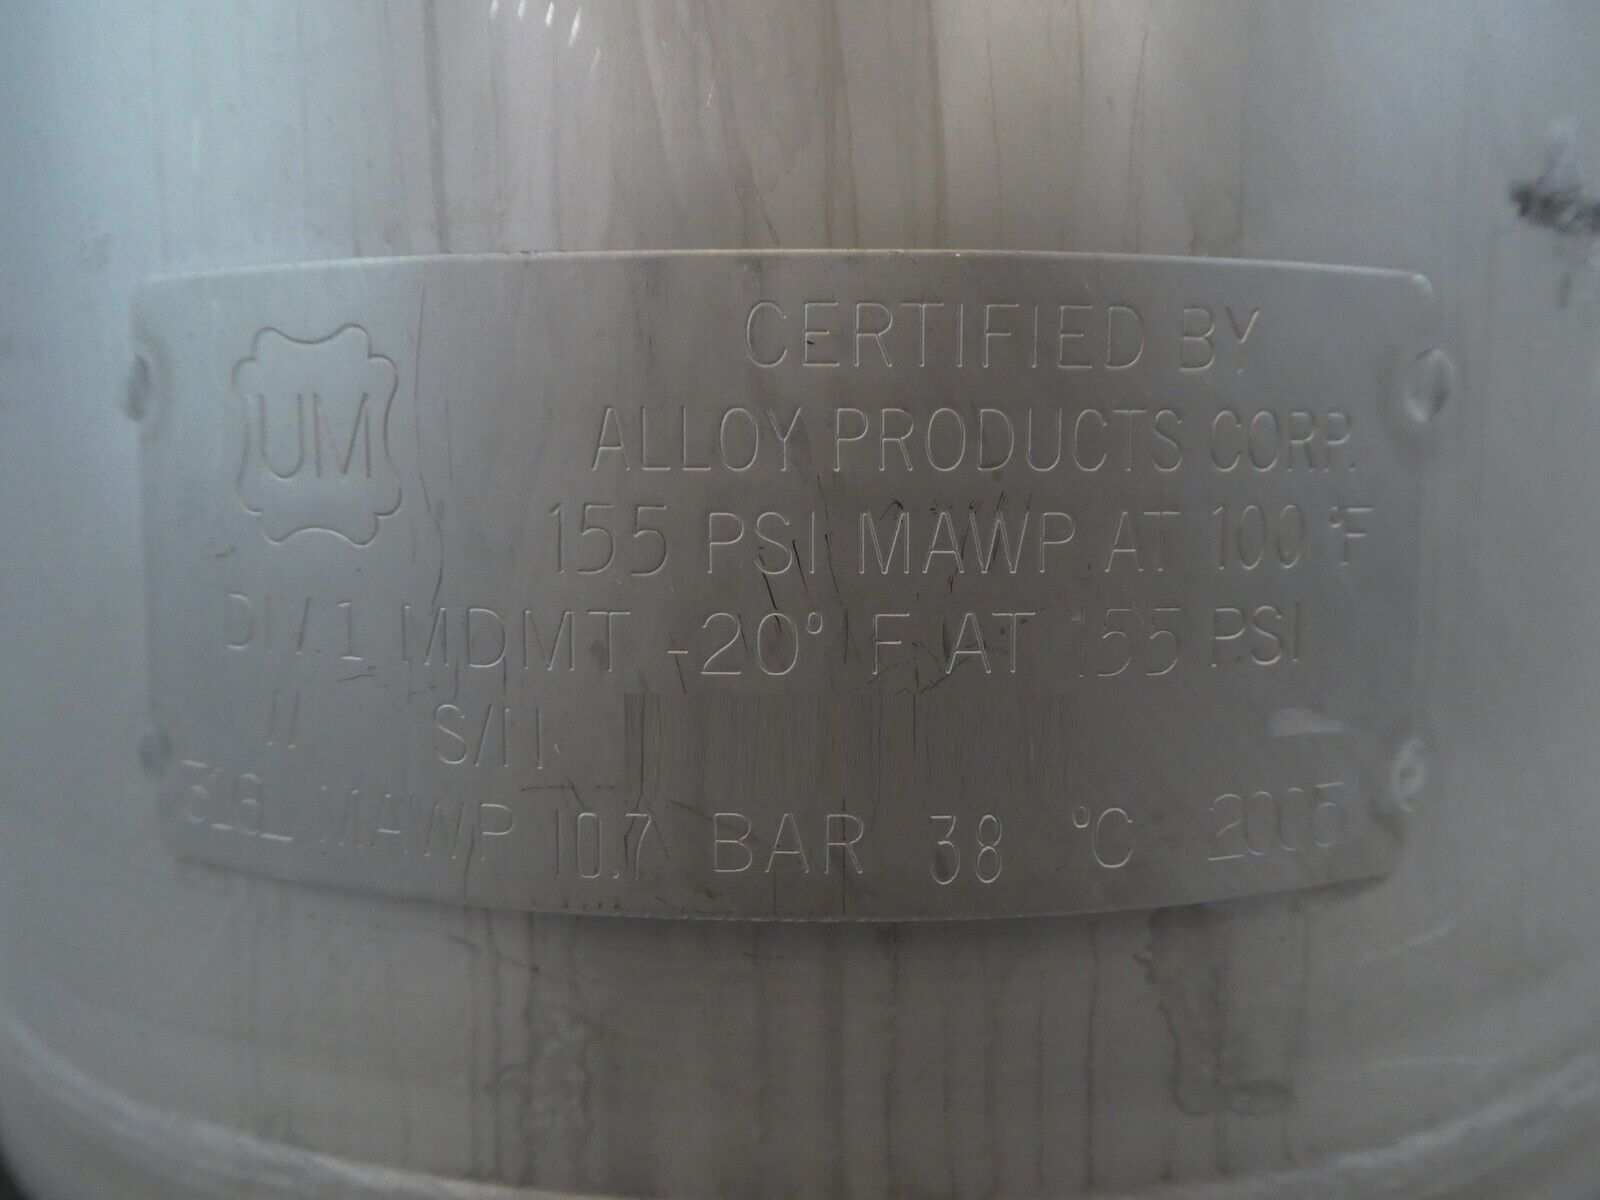 UM
CERTIFIED BY
ALLOY PRODUCTS CORP.
155 PSI MAWP AT 100 °F
DIV.1 MDMT -20° F AT 155 PSI
S/N
MAWP 10.7 BAR 38 °C 2005